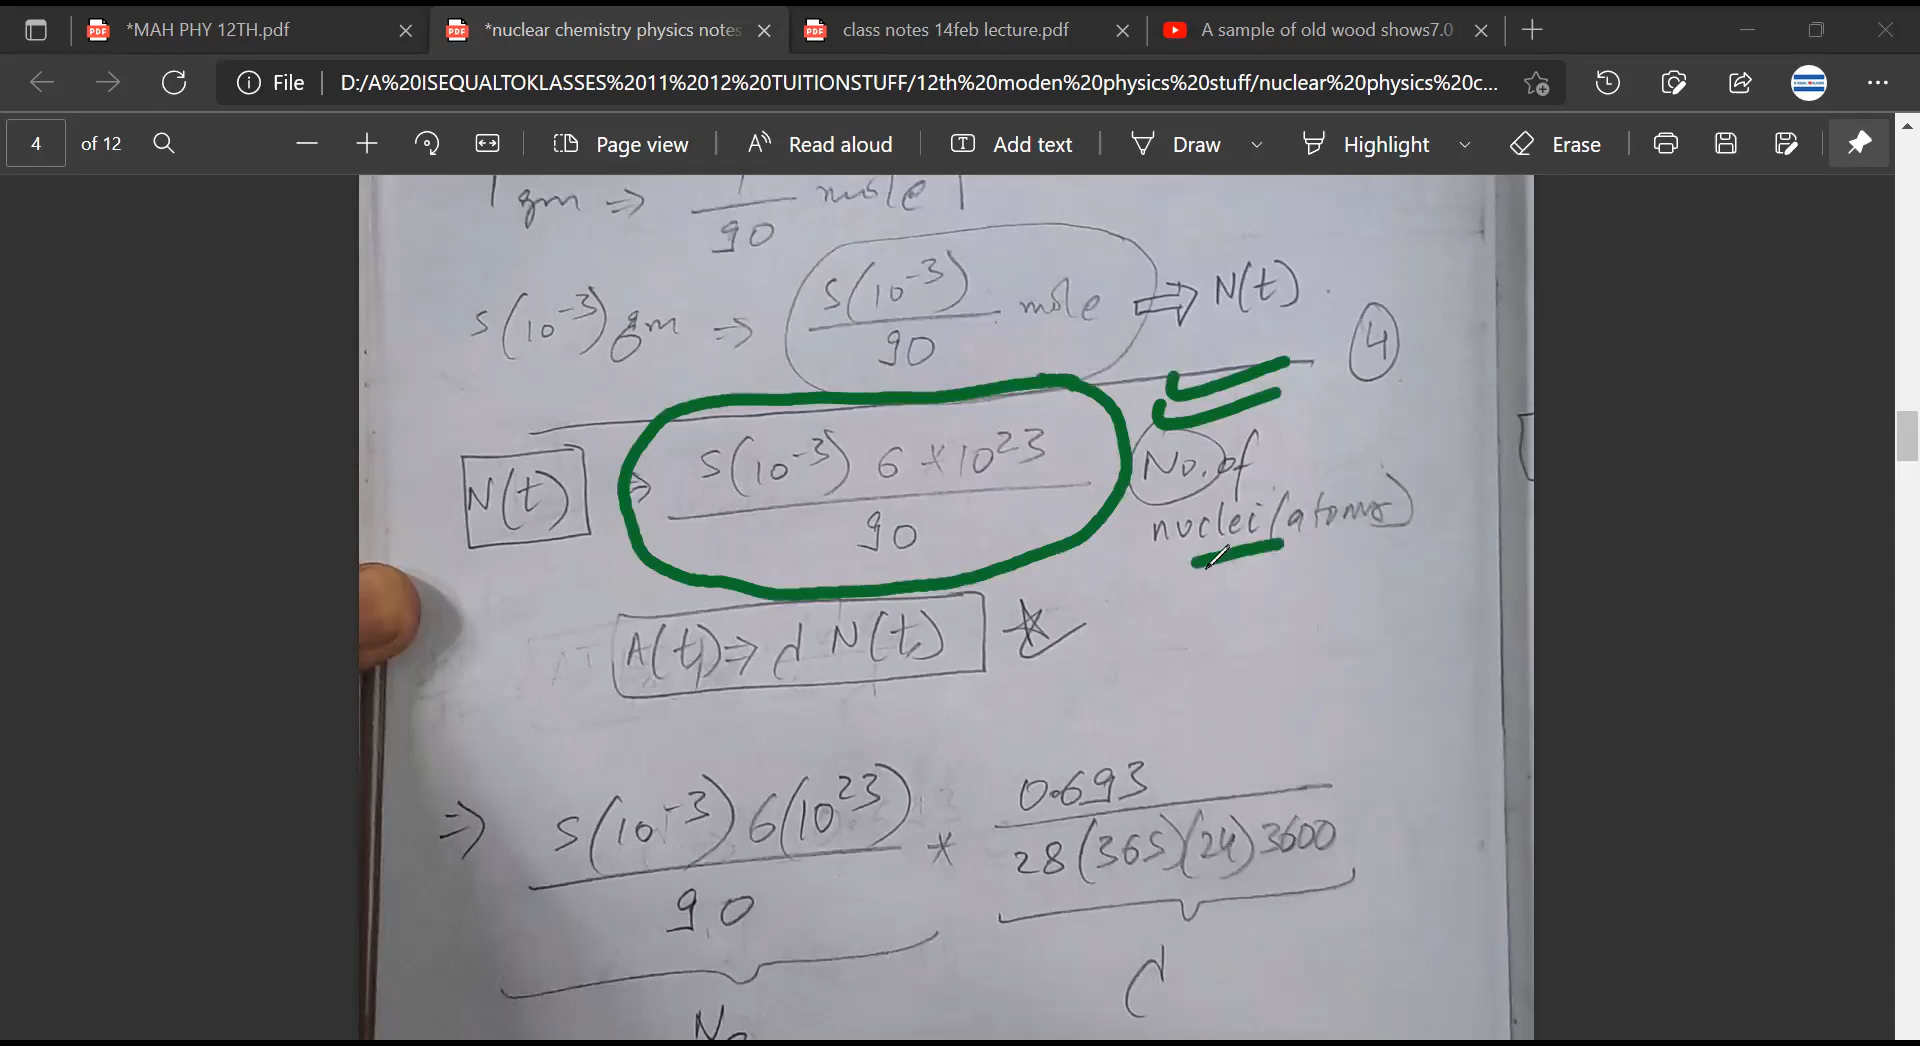 *MAH PHY 12TH.pdf
*nuclear chemistry physics notes
class notes 14feb lecture.pdf
A sample of old wood shows7.0
File
D:/A%20ISEQUALTOKLASSES%2011%2012%20TUITIONSTUFF/12th%20moden%20physics%20stuff/nuclear%20physics%20c...
4 of 12
Page view
Read aloud
Add text
Draw
Highlight
Erase
1 gm ⇒ 1/90 mole
5(10⁻³) gm ⇒ 5(10⁻³)/90 mole ⇒ N(t)
4
N(t) ⇒ 5(10⁻³) 6*10²³/90 No. of
nuclei (atoms)
A(t) ⇒ d N(t)
⇒ 5(10⁻³) 6(10²³)/90 * 0.693/28(365)(24)3600
d